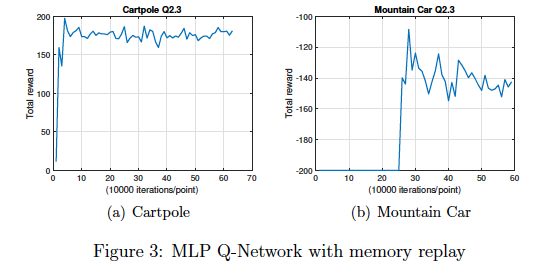 Cartpole Q2.3
200
150
100
50
0
Total reward
0 10 20 30 40 50 60 70
(10000 iterations/point)
(a) Cartpole
Mountain Car Q2.3
-100
-120
-140
-160
-180
-200
Total reward
0 10 20 30 40 50 60
(10000 iterations/point)
(b) Mountain Car
Figure 3: MLP Q-Network with memory replay